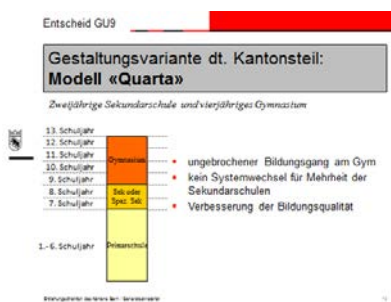 Entscheid GU9
Gestaltungsvariante dt. Kantonsteil:
Modell «Quarta»
Zweijährige Sekundarschule und vierjähriges Gymnasium
13. Schuljahr
12. Schuljahr
11. Schuljahr
10. Schuljahr
9. Schuljahr
8. Schuljahr
7. Schuljahr
1.-6. Schuljahr
Gymnasium
Sek oder
Spez. Sek
Primarschule
ungebrochener Bildungsgang am Gym
kein Systemwechsel für Mehrheit der
Sekundarschulen
Verbesserung der Bildungsqualität